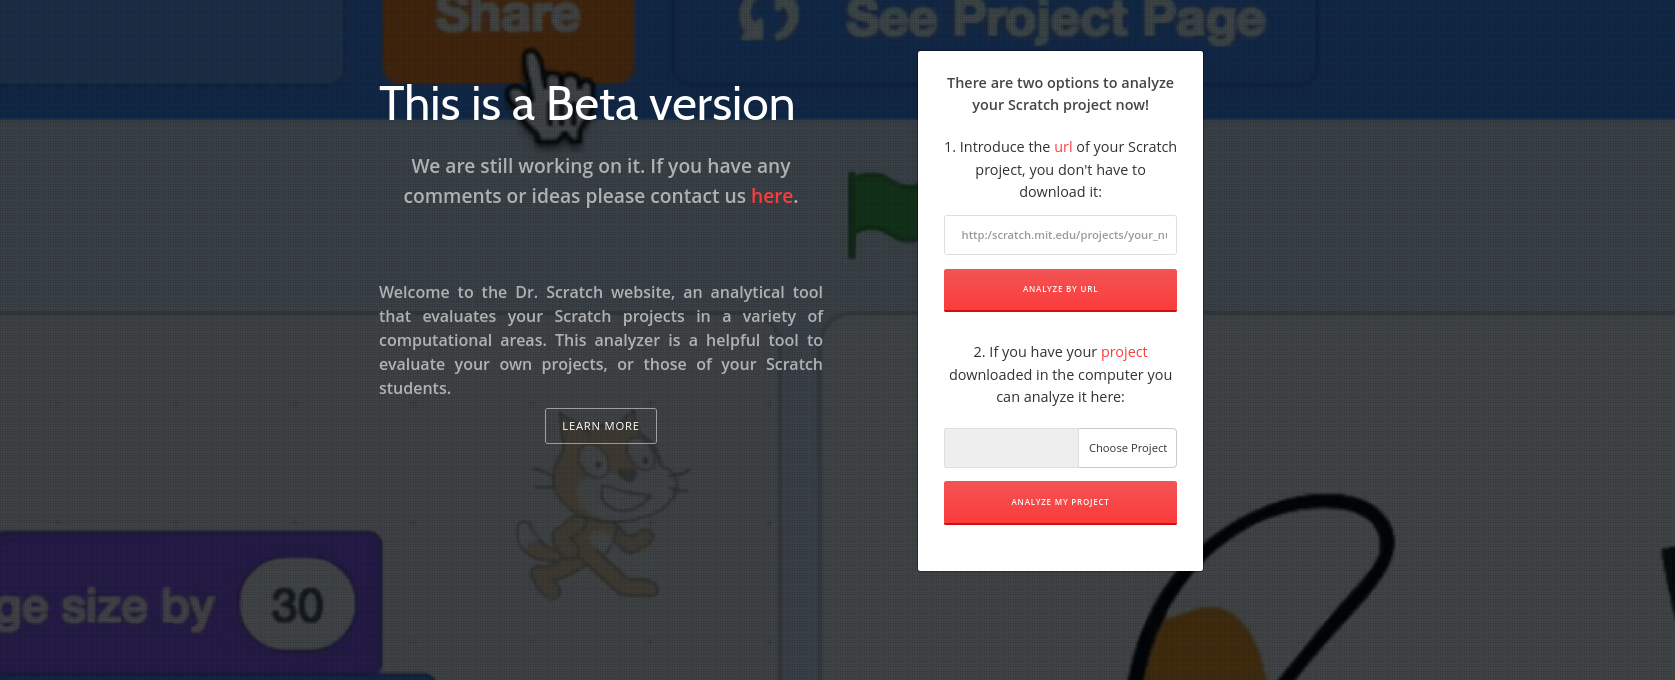 Share
See Project Page
This is a Beta version
We are still working on it. If you have any
comments or ideas please contact us here.
Welcome to the Dr. Scratch website, an analytical tool
that evaluates your Scratch projects in a variety of
computational areas. This analyzer is a helpful tool to
evaluate your own projects, or those of your Scratch
students.
LEARN MORE
ge size by 30
There are two options to analyze
your Scratch project now!
1. Introduce the url of your Scratch
project, you don't have to
download it:
http:/scratch.mit.edu/projects/your_nu
ANALYZE BY URL
2. If you have your project
downloaded in the computer you
can analyze it here:
Choose Project
ANALYZE MY PROJECT